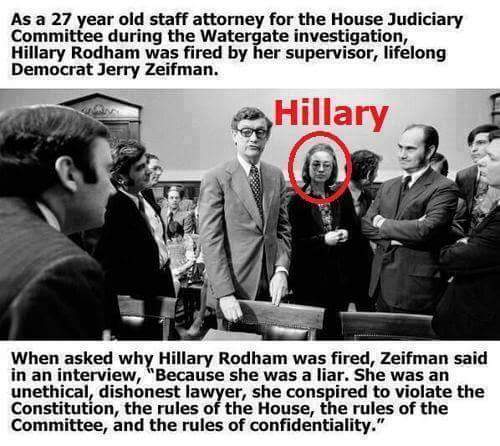 As a 27 year old staff attorney for the House Judiciary
Committee during the Watergate investigation,
Hillary Rodham was fired by her supervisor, lifelong
Democrat Jerry Zeifman.
Hillary
When asked why Hillary Rodham was fired, Zeifman said
in an interview, "Because she was a liar. She was an
unethical, dishonest lawyer, she conspired to violate the
Constitution, the rules of the House, the rules of the
Committee, and the rules of confidentiality."